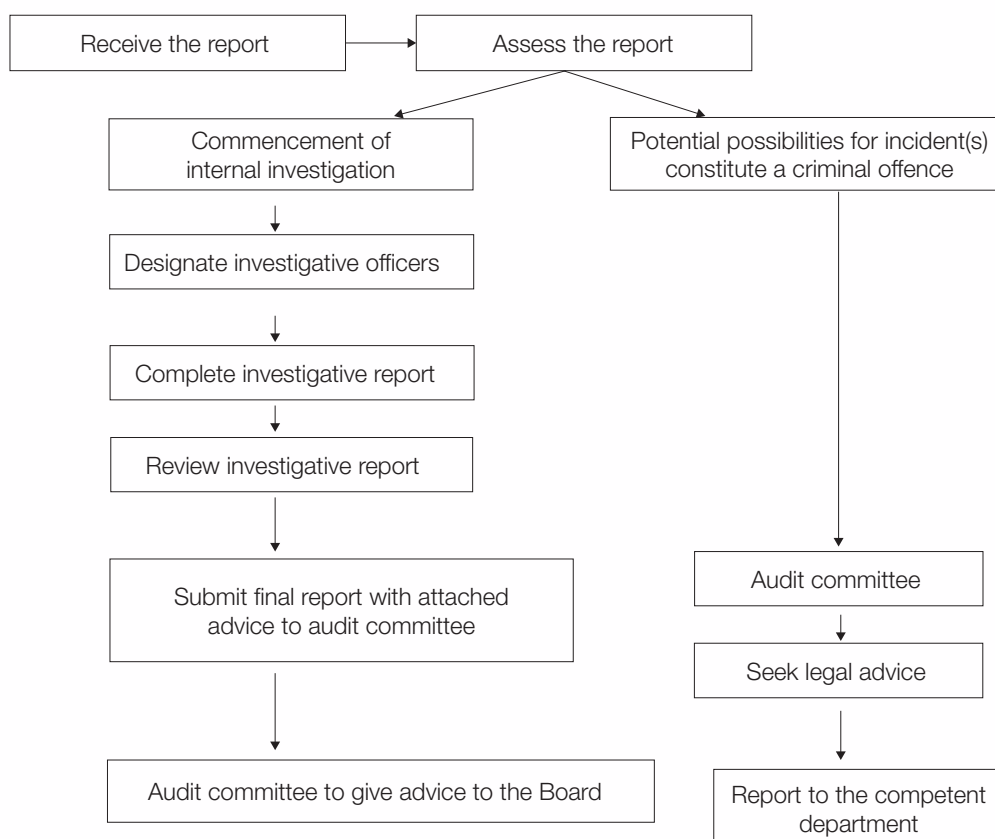 Receive the report
Assess the report
Commencement of
internal investigation
Potential possibilities for incident(s)
constitute a criminal offence
Designate investigative officers
Complete investigative report
Review investigative report
Submit final report with attached
advice to audit committee
Audit committee to give advice to the Board
Audit committee
Seek legal advice
Report to the competent
department